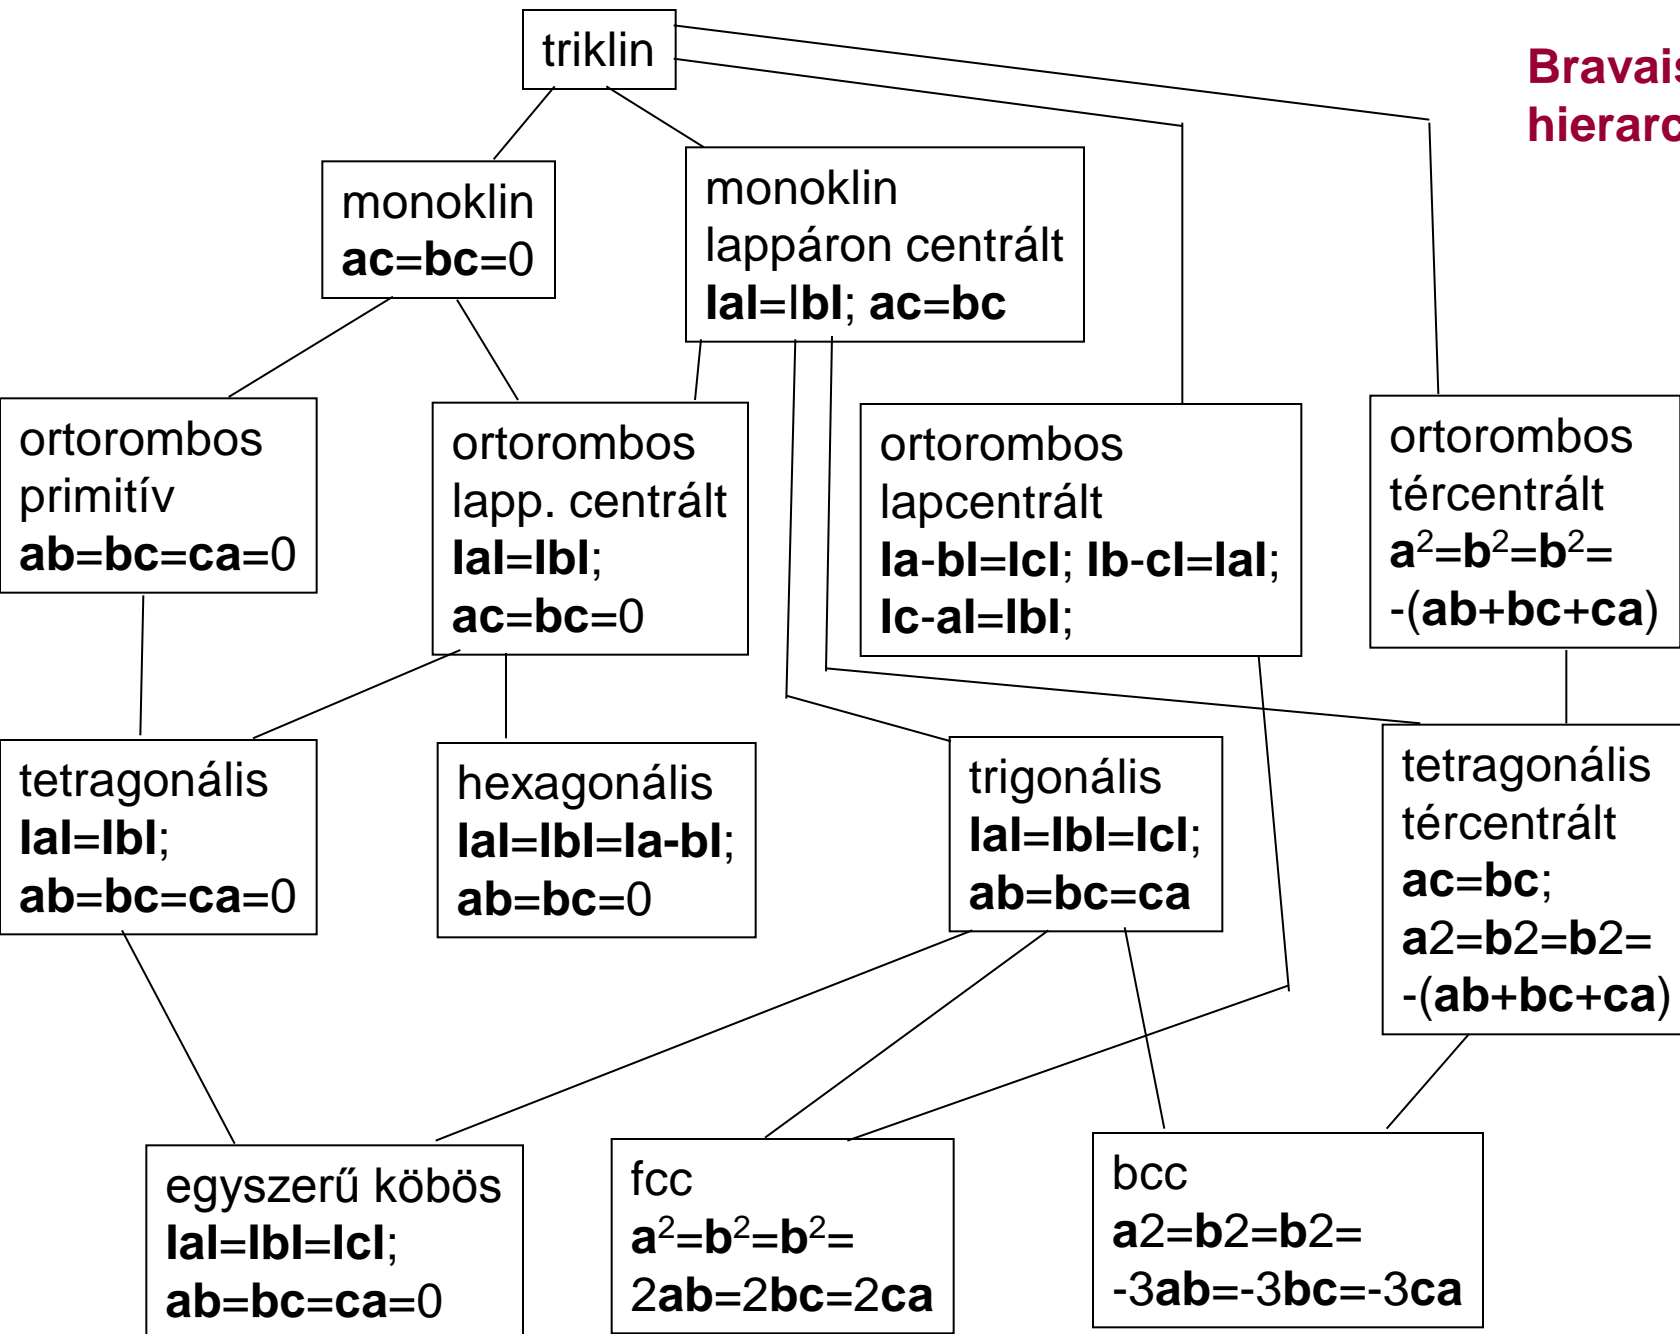 triklin
Bravais
hierarc
monoklin
ac=bc=0
monoklin
lappáron centrált
lal=lbl; ac=bc
ortorombos
primitív
ab=bc=ca=0
ortorombos
lapp. centrált
lal=lbl;
ac=bc=0
ortorombos
lapcentrált
la-bl=lcl; lb-cl=lal;
lc-al=lbl;
ortorombos
tércentrált
a²=b²=b²=
-(ab+bc+ca)
tetragonális
lal=lbl;
ab=bc=ca=0
hexagonális
lal=lbl=la-bl;
ab=bc=0
trigonális
lal=lbl=lcl;
ab=bc=ca
tetragonális
tércentrált
ac=bc;
a2=b2=b2=
-(ab+bc+ca)
egyszerű köbös
lal=lbl=lcl;
ab=bc=ca=0
fcc
a²=b²=b²=
2ab=2bc=2ca
bcc
a2=b2=b2=
-3ab=-3bc=-3ca